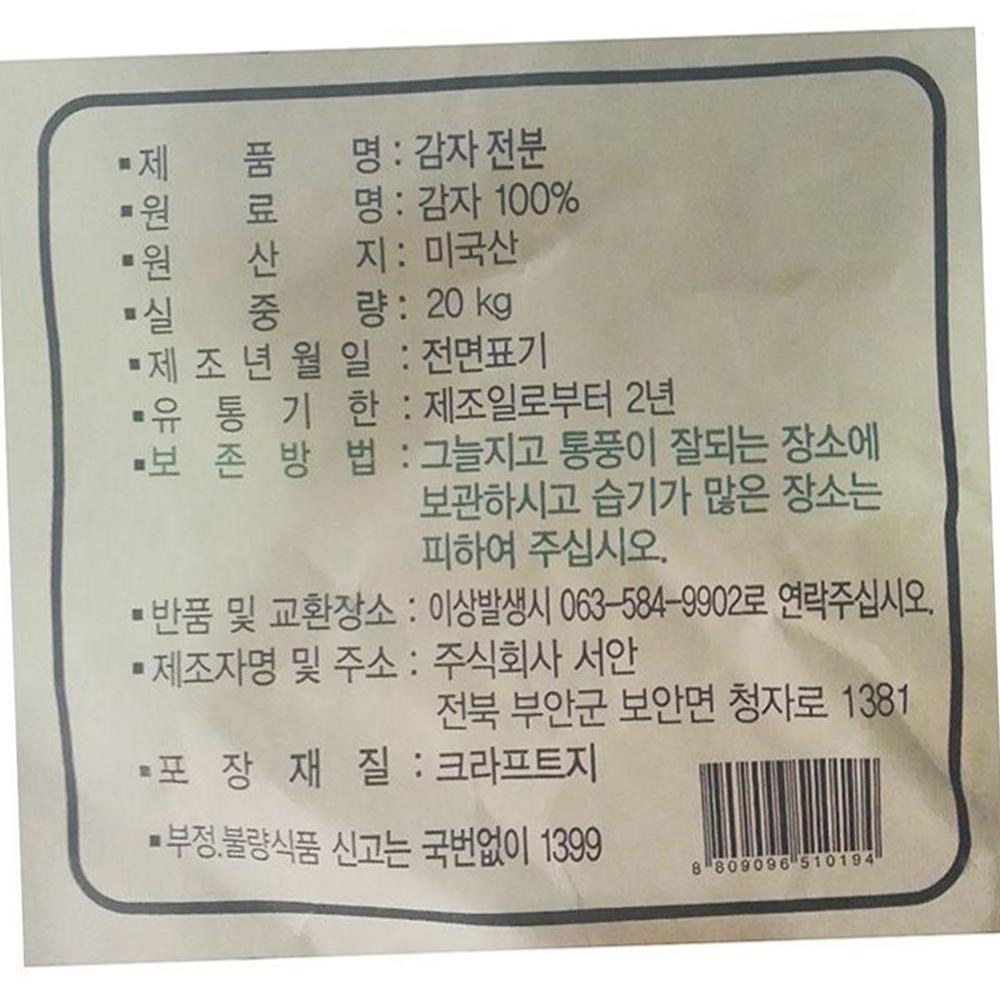 ▪제 품 명 : 감자 전분
▪원 료 명 : 감자 100%
▪원 산 지 : 미국산
▪실 중 량 : 20 kg
▪제 조 년 월 일 : 전면표기
▪유 통 기 한 : 제조일로부터 2년
▪보 존 방 법 : 그늘지고 통풍이 잘되는 장소에
보관하시고 습기가 많은 장소는
피하여 주십시오.
▪반품 및 교환장소 : 이상발생시 063-584-9902로 연락주십시오.
▪제조자명 및 주소 : 주식회사 서안
전북 부안군 보안면 청자로 1381
▪포 장 재 질 : 크라프트지
▪부정.불량식품 신고는 국번없이 1399
8 809096 510194